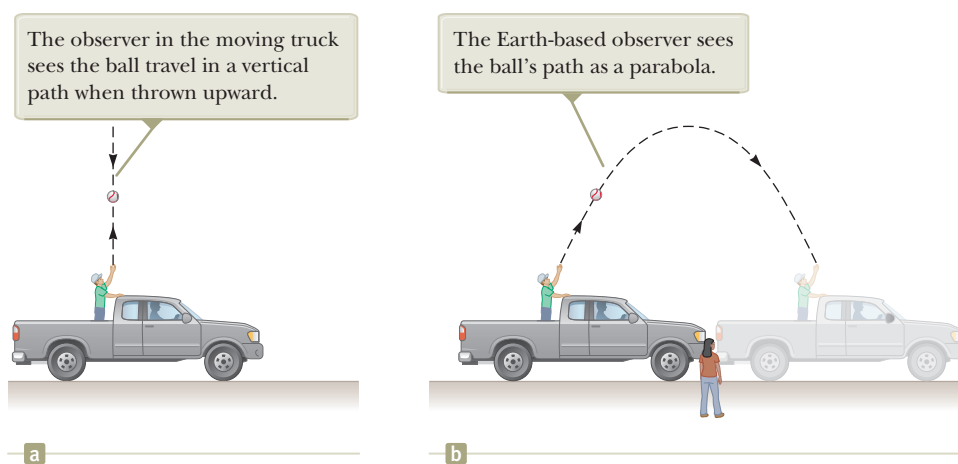 The observer in the moving truck
sees the ball travel in a vertical
path when thrown upward.
The Earth-based observer sees
the ball’s path as a parabola.
a
b